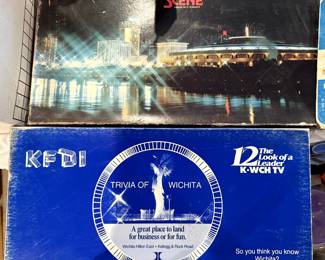 SCENE
KFDI
12 The
Look of a
Leader
K•WCH TV
TRIVIA OF WICHITA
A great place to land
for business or for fun.
Wichita Hilton East • Kellogg & Rock Road
So you think you know
Wichita?